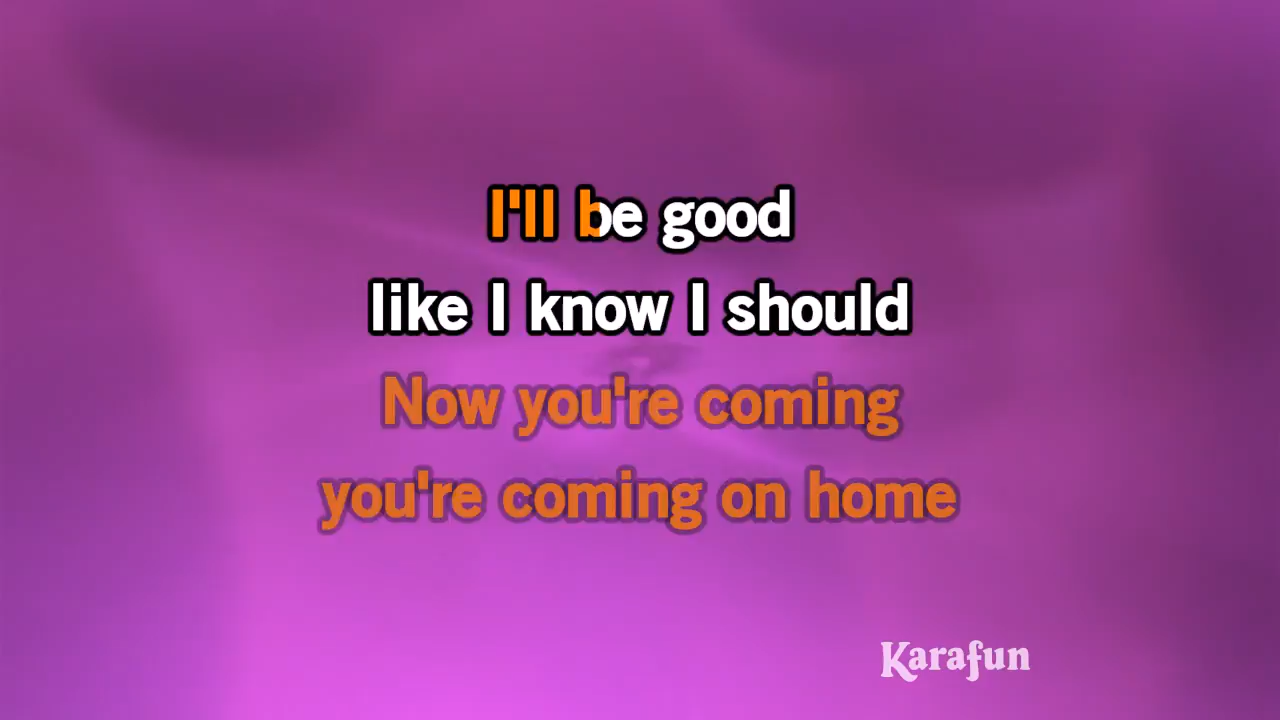 I'll be good
like I know I should
Now you're coming
you're coming on home
Karafun